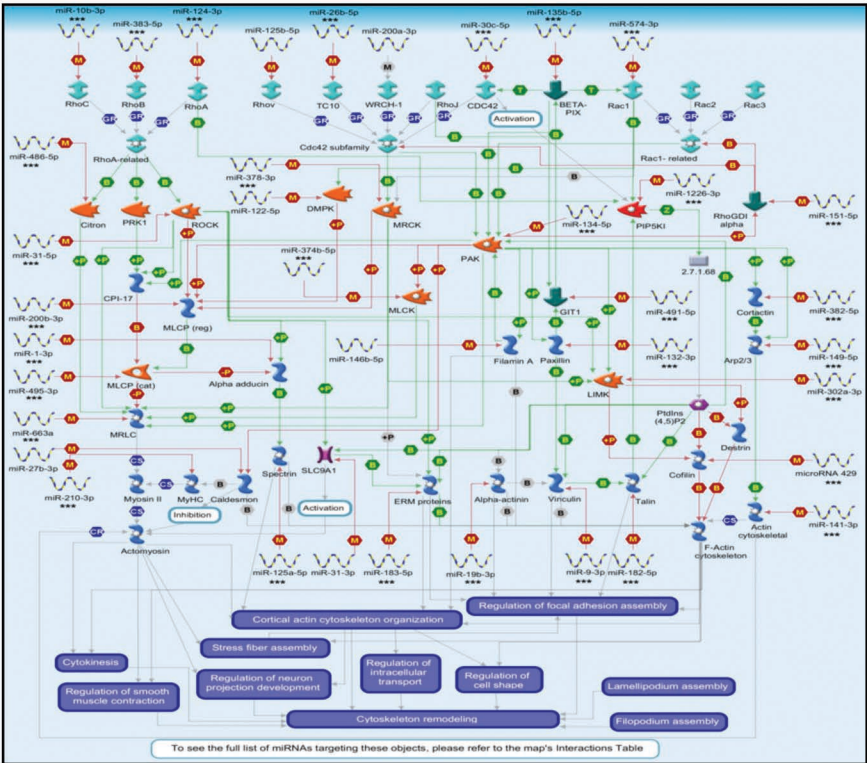 miR-10b-3p
***
miR-383-5p
***
miR-124-3p
***
miR-125b-5p
miR-26b-5p
***
miR-200a-3p
miR-30c-5p
***
miR-135b-5p
***
miR-574-3p
***
M M M M M M M M M
RhoC
RhoB
RhoA
Rhov
TC10
WRCH-1
RhoJ
CDC42
T
BETA-
PIX
T
Rac1
Rac2
Rac3
GR GR GR GR GR GR GR GR GR
Activation
RhoA-related
Cdc42 subfamily
Rac1- related
miR-486-5p
miR-378-3p
***
miR-122-5p
miR-1226-3p
***
miR-134-5p
***
miR-151-5p
***
Citron
PRK1
ROCK
DMPK
MRCK
PAK
PIP5KI
Z
RhoGDI
alpha
miR-31-5p
***
miR-374b-5p
***
2.7.1.68
CPI-17
MLCP (reg)
MLCK
GIT1
Cortactin
miR-200b-3p
***
miR-491-5p
***
miR-382-5p
***
miR-1-3p
***
miR-146b-5p
Filamin A
Paxillin
miR-132-3p
***
Arp2/3
miR-149-5p
***
MLCP (cat)
Alpha adducin
LIMK
miR-495-3p
***
miR-302a-3p
***
MRLC
PtdIns
(4,5)P2
Destrin
miR-663a
***
miR-27b-3p
Spectrin
SLC9A1
Cofilin
microRNA 429
miR-210-3p
***
Myosin II
MyHC
Caldesmon
ERM proteins
Alpha-actinin
Vinculin
Talin
Inhibition
Activation
Actin
cytoskeletal
miR-141-3p
***
CS
CR
Actomyosin
F-Actin
cytoskeleton
miR-125a-5p
***
miR-31-3p
miR-183-5p
***
miR-19b-3p
***
miR-9-3p
***
miR-182-5p
***
Regulation of focal adhesion assembly
Cortical actin cytoskeleton organization
Stress fiber assembly
Cytokinesis
Regulation of neuron
projection development
Regulation of
intracellular
transport
Regulation of
cell shape
Regulation of smooth
muscle contraction
Lamellipodium assembly
Cytoskeleton remodeling
Filopodium assembly
To see the full list of miRNAs targeting these objects, please refer to the map's Interactions Table